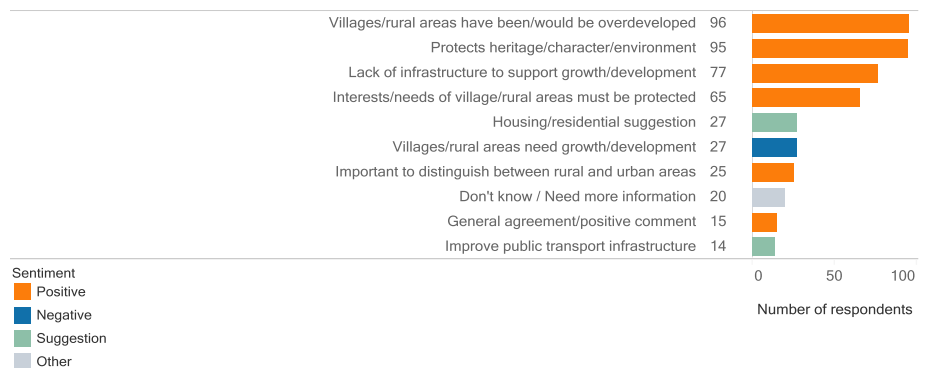 Villages/rural areas have been/would be overdeveloped 96
Protects heritage/character/environment 95
Lack of infrastructure to support growth/development 77
Interests/needs of village/rural areas must be protected 65
Housing/residential suggestion 27
Villages/rural areas need growth/development 27
Important to distinguish between rural and urban areas 25
Don't know / Need more information 20
General agreement/positive comment 15
Improve public transport infrastructure 14
0 50 100
Number of respondents
Sentiment
Positive
Negative
Suggestion
Other